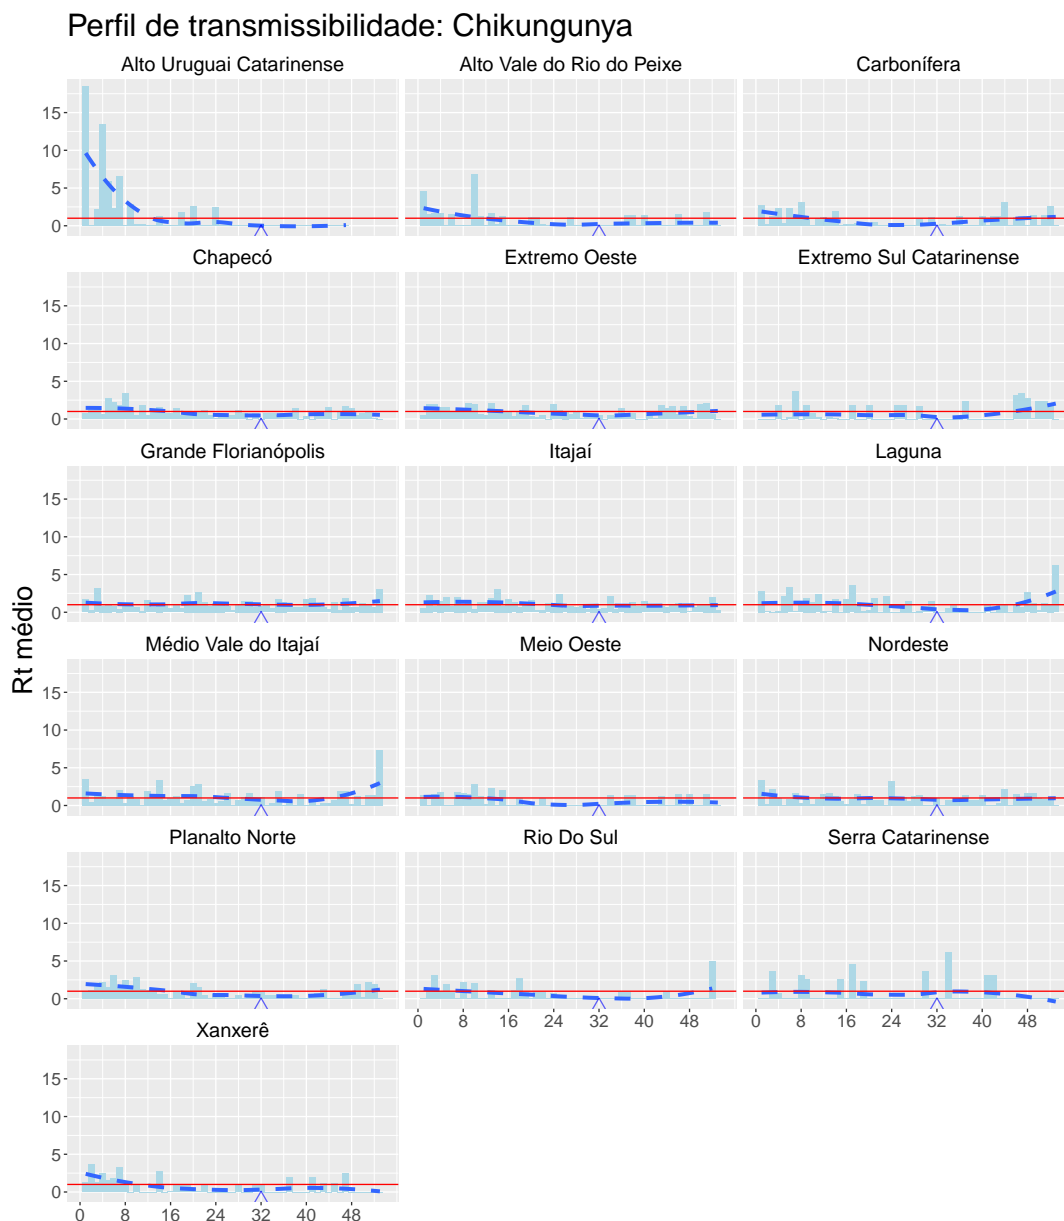 Perfil de transmissibilidade: Chikungunya
Alto Uruguai Catarinense Alto Vale do Rio do Peixe Carbonífera
15
10
5
0
Chapecó Extremo Oeste Extremo Sul Catarinense
15
10
5
0
Grande Florianópolis Itajaí Laguna
15
10
5
0
Rt médio
Médio Vale do Itajaí Meio Oeste Nordeste
15
10
5
0
Planalto Norte Rio Do Sul Serra Catarinense
15
10
5
0
0 8 16 24 32 40 48 0 8 16 24 32 40 48
Xanxerê
15
10
5
0
0 8 16 24 32 40 48